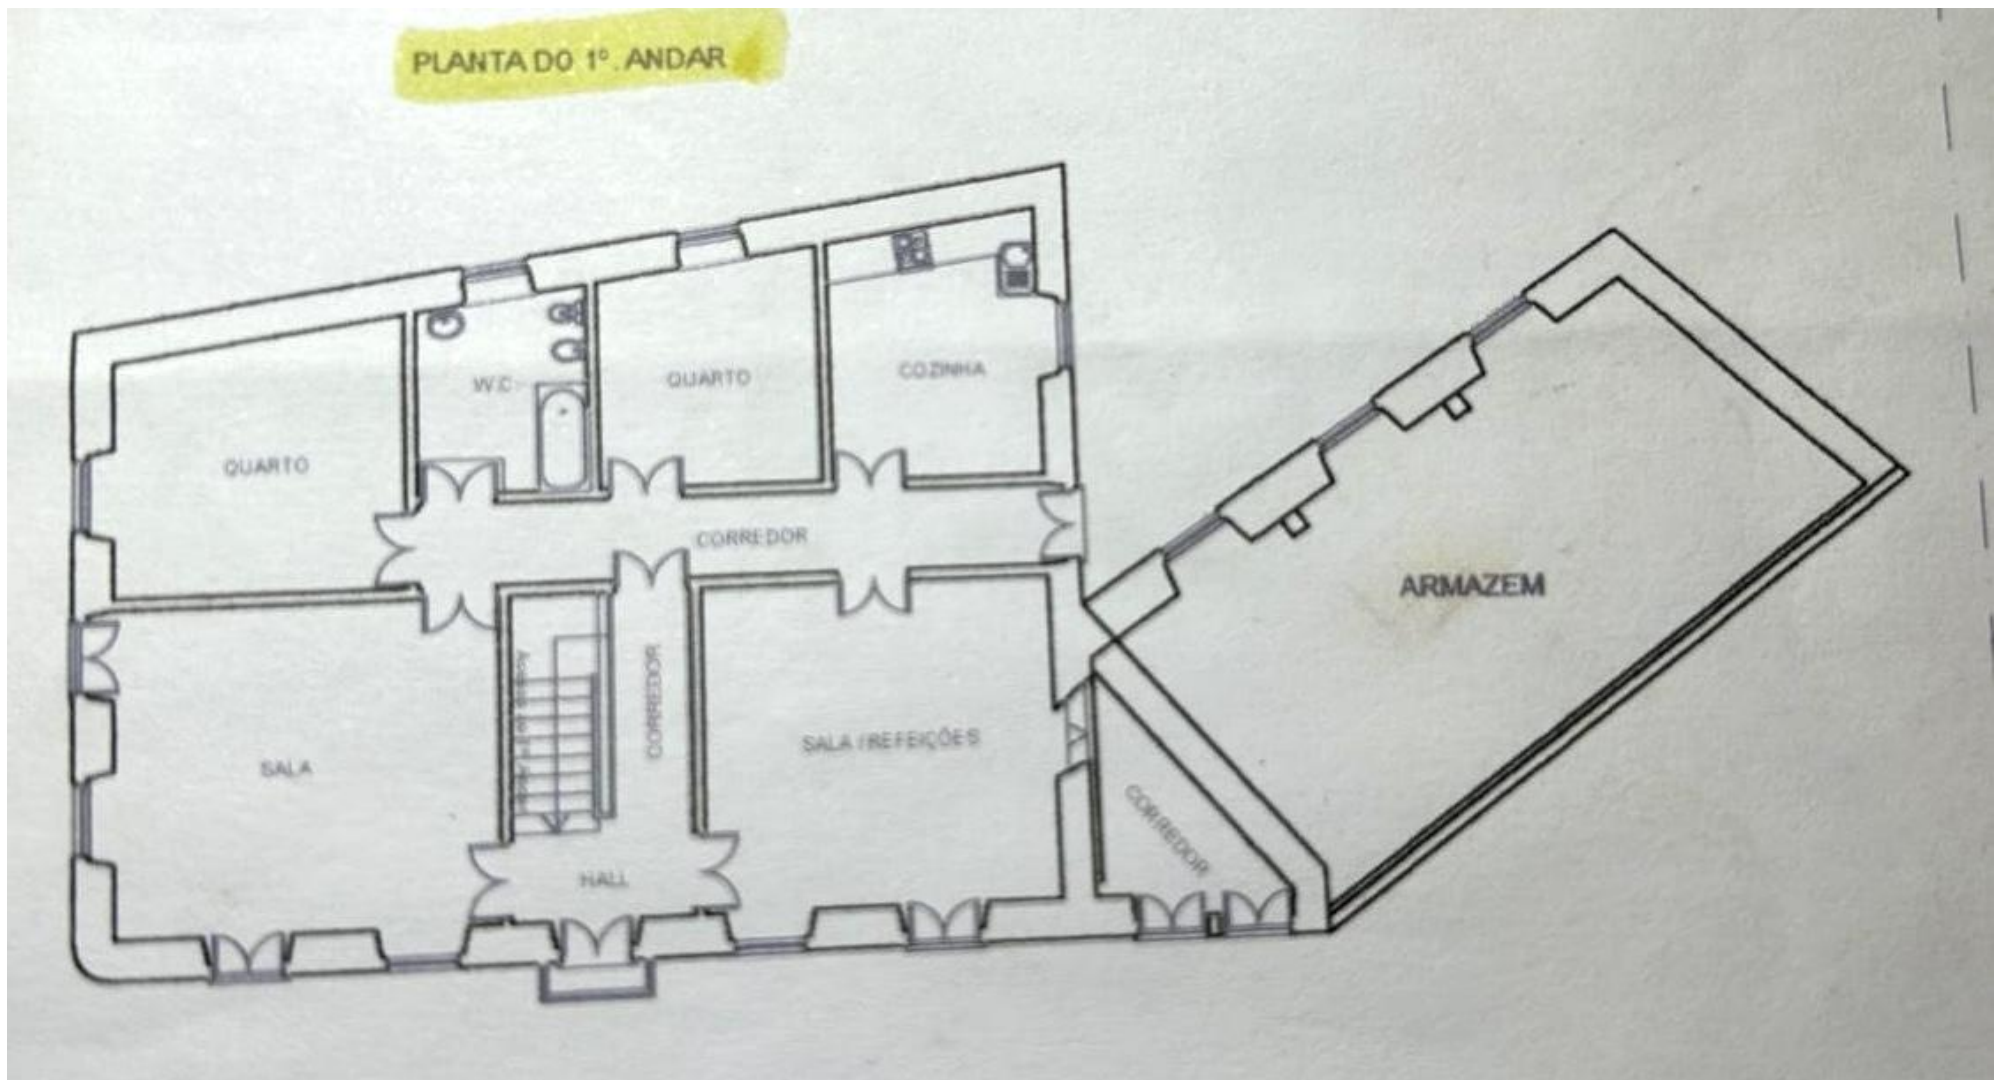 PLANTA DO 1º. ANDAR
W.C.
QUARTO
COZINHA
QUARTO
CORREDOR
ARMAZEM
CORREDOR
SALA / REFEIÇÕES
SALA
CORREDOR
HALL